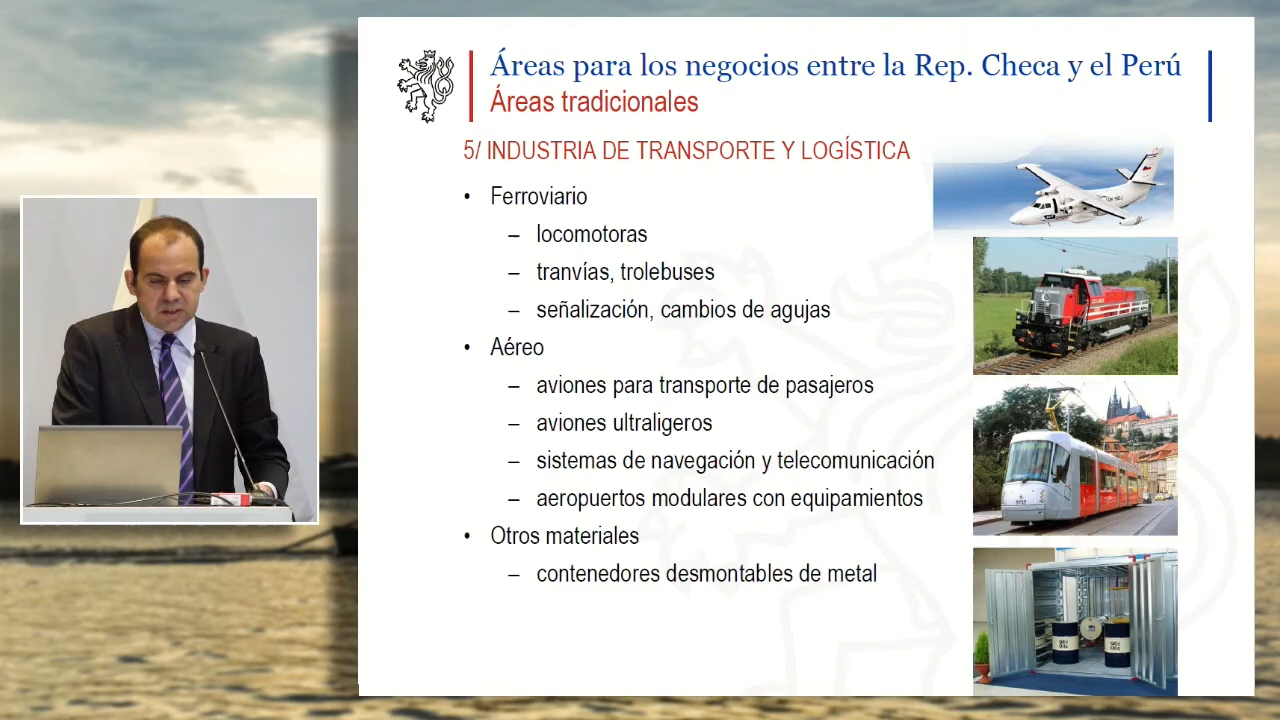 Áreas para los negocios entre la Rep. Checa y el Perú
Áreas tradicionales
5/ INDUSTRIA DE TRANSPORTE Y LOGÍSTICA
• Ferroviario
– locomotoras
– tranvías, trolebuses
– señalización, cambios de agujas
• Aéreo
– aviones para transporte de pasajeros
– aviones ultraligeros
– sistemas de navegación y telecomunicación
– aeropuertos modulares con equipamientos
• Otros materiales
– contenedores desmontables de metal